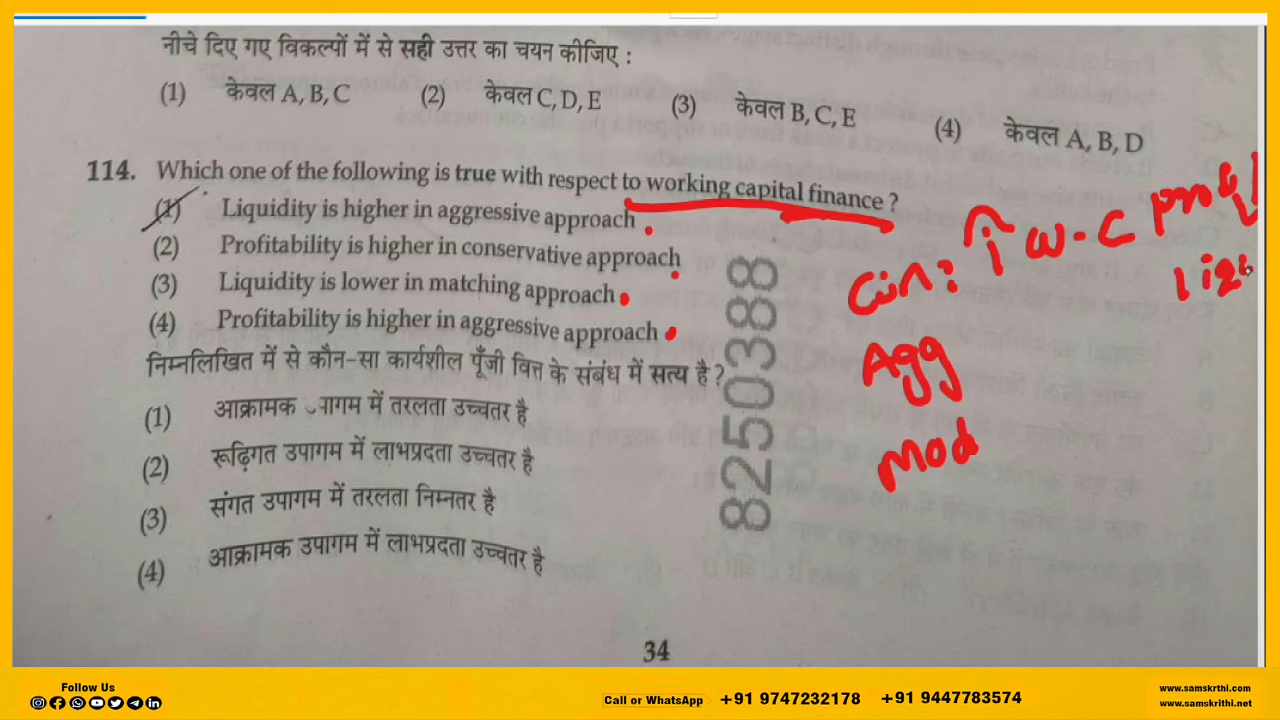 नीचे दिए गए विकल्पों में से सही उत्तर का चयन कीजिए :
(1) केवल A, B, C (2) केवल C, D, E (3) केवल B, C, E (4) केवल A, B, D
114. Which one of the following is true with respect to working capital finance ?
(1) Liquidity is higher in aggressive approach
(2) Profitability is higher in conservative approach
(3) Liquidity is lower in matching approach
(4) Profitability is higher in aggressive approach
निम्नलिखित में से कौन-सा कार्यशील पूँजी वित्त के संबंध में सत्य है ?
(1) आक्रामक पागम में तरलता उच्चतर है
(2) रूढ़िगत उपागम में लाभप्रदता उच्चतर है
(3) संगत उपागम में तरलता निम्नतर है
(4) आक्रामक उपागम में लाभप्रदता उच्चतर है
W-C
Agg
mod
8250388
34
Follow Us
Call or WhatsApp +91 9747232178 +91 9447783574
www.samskrthi.com
www.samskrthi.net